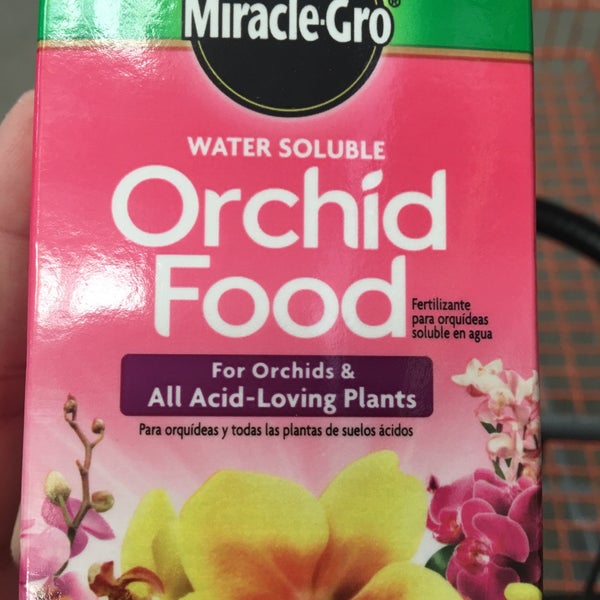 Miracle-Gro®
WATER SOLUBLE
Orchid
Food
Fertilizante
para orquídeas
soluble en agua
For Orchids &
All Acid-Loving Plants
Para orquídeas y todas las plantas de suelos ácidos